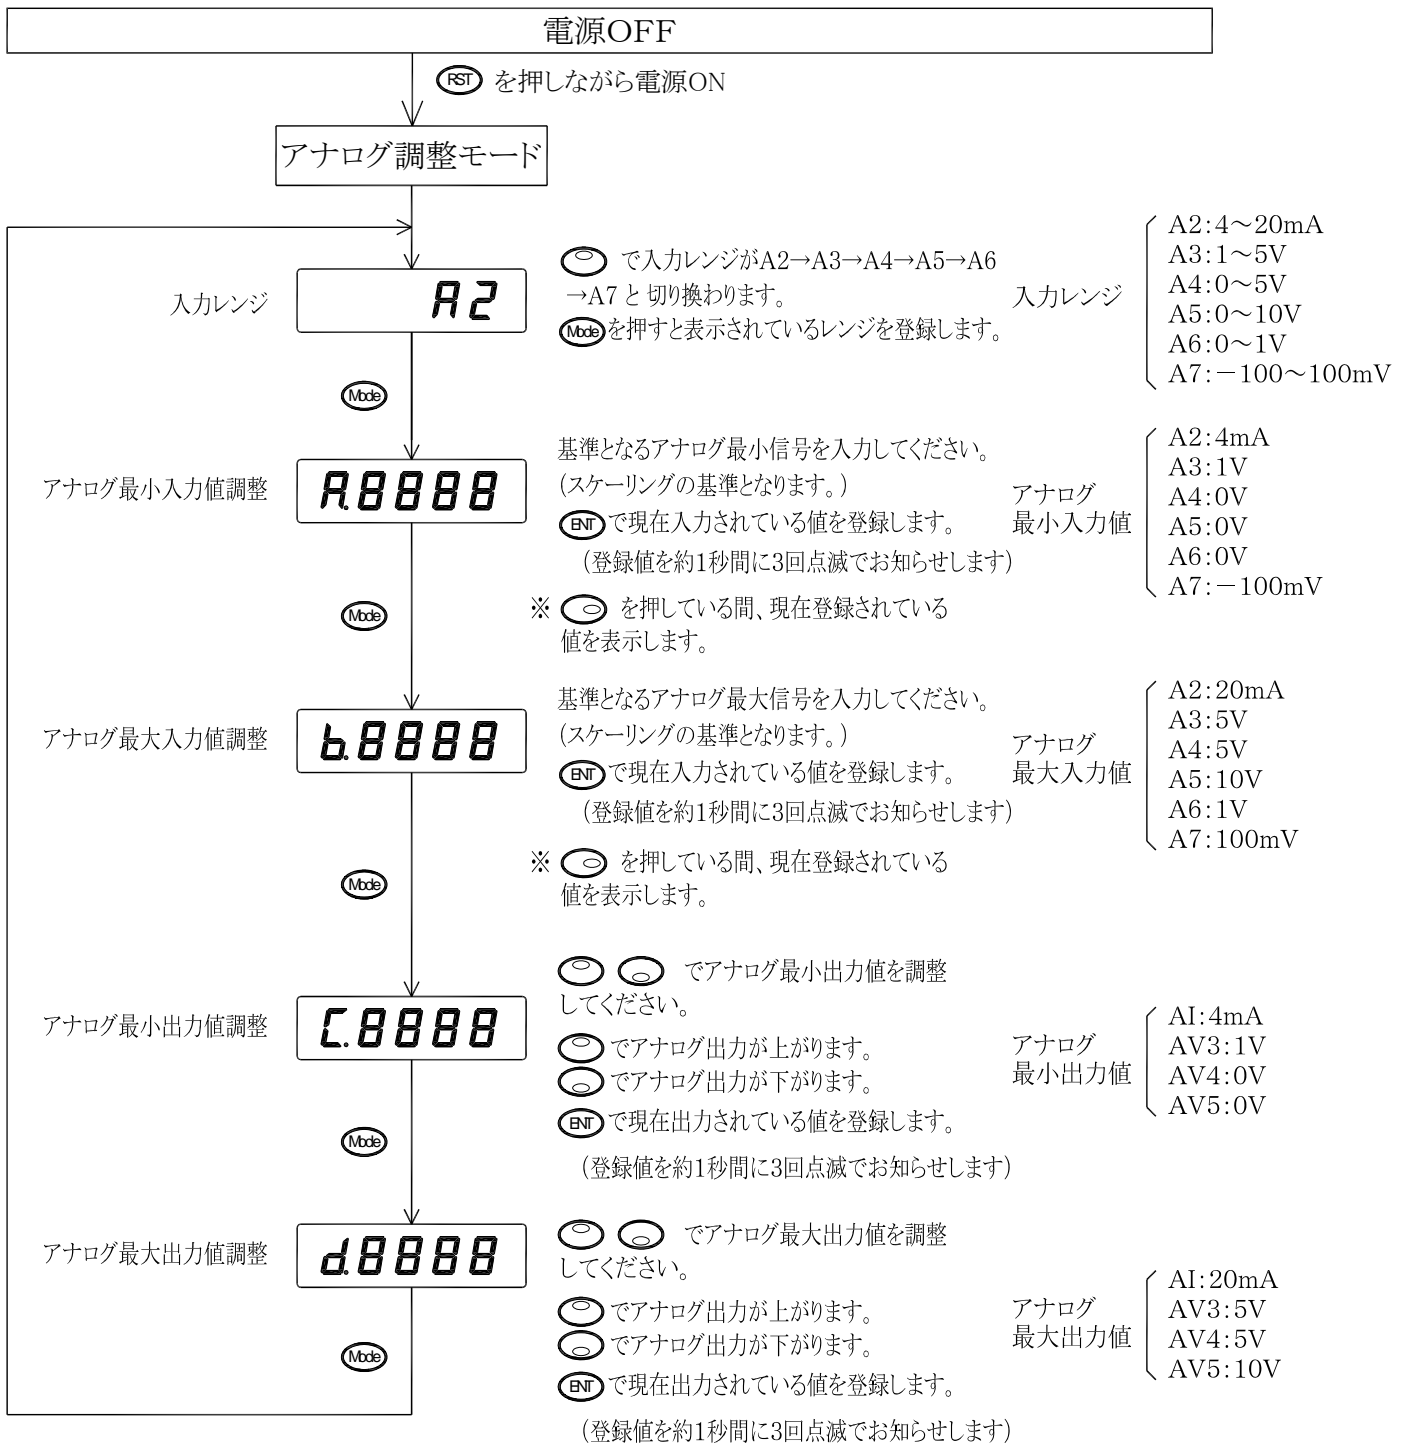 電源OFF
RST を押しながら電源ON
アナログ調整モード
入力レンジ
A2
で入力レンジがA2→A3→A4→A5→A6
→A7と切り換わります。
Modeを押すと表示されているレンジを登録します。
入力レンジ
A2:4～20mA
A3:1～5V
A4:0～5V
A5:0～10V
A6:0～1V
A7:－100～100mV
Mode
アナログ最小入力値調整
A.8888
基準となるアナログ最小信号を入力してください。
(スケーリングの基準となります。)
ENTで現在入力されている値を登録します。
(登録値を約1秒間に3回点滅でお知らせします)
※ を押している間、現在登録されている
値を表示します。
アナログ
最小入力値
A2:4mA
A3:1V
A4:0V
A5:0V
A6:0V
A7:－100mV
Mode
アナログ最大入力値調整
b.8888
基準となるアナログ最大信号を入力してください。
(スケーリングの基準となります。)
ENTで現在入力されている値を登録します。
(登録値を約1秒間に3回点滅でお知らせします)
※ を押している間、現在登録されている
値を表示します。
アナログ
最大入力値
A2:20mA
A3:5V
A4:5V
A5:10V
A6:1V
A7:100mV
Mode
アナログ最小出力値調整
C.8888
でアナログ最小出力値を調整
してください。
でアナログ出力が上がります。
でアナログ出力が下がります。
ENTで現在出力されている値を登録します。
(登録値を約1秒間に3回点滅でお知らせします)
アナログ
最小出力値
AI:4mA
AV3:1V
AV4:0V
AV5:0V
Mode
アナログ最大出力値調整
d.8888
でアナログ最大出力値を調整
してください。
でアナログ出力が上がります。
でアナログ出力が下がります。
ENTで現在出力されている値を登録します。
(登録値を約1秒間に3回点滅でお知らせします)
アナログ
最大出力値
AI:20mA
AV3:5V
AV4:5V
AV5:10V
Mode